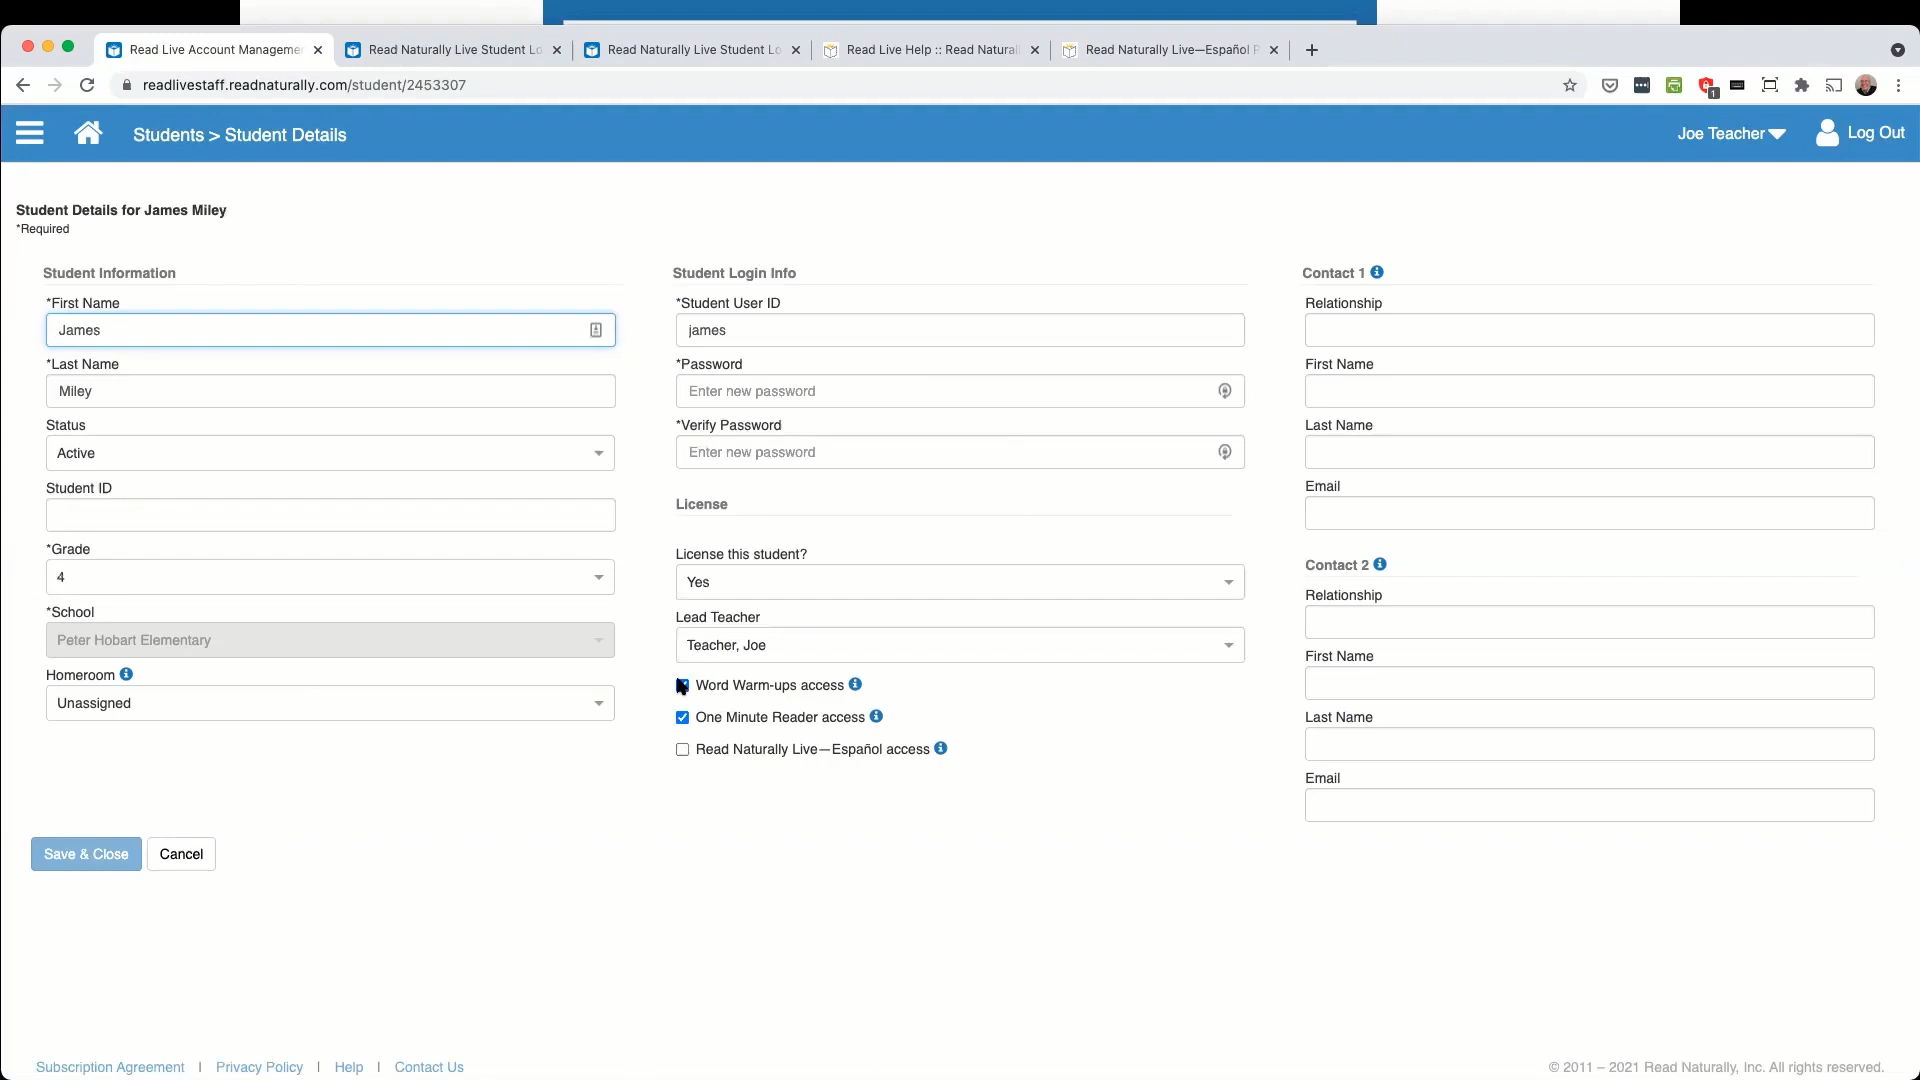 Read Live Account Manageme
Read Naturally Live Student Lo
Read Naturally Live Student Lo
Read Live Help :: Read Natural
Read Naturally Live—Español P
readlivestaff.readnaturally.com/student/2453307
1
Students > Student Details
Joe Teacher
Log Out
Student Details for James Miley
*Required
Student Information
*First Name
James
*Last Name
Miley
Status
Active
Student ID
*Grade
4
*School
Peter Hobart Elementary
Homeroom
Unassigned
Student Login Info
*Student User ID
james
*Password
Enter new password
*Verify Password
Enter new password
License
License this student?
Yes
Lead Teacher
Teacher, Joe
Word Warm-ups access
One Minute Reader access
Read Naturally Live—Español access
Contact 1
Relationship
First Name
Last Name
Email
Contact 2
Relationship
First Name
Last Name
Email
Save & Close
Cancel
Subscription Agreement | Privacy Policy | Help | Contact Us
© 2011 – 2021 Read Naturally, Inc. All rights reserved.